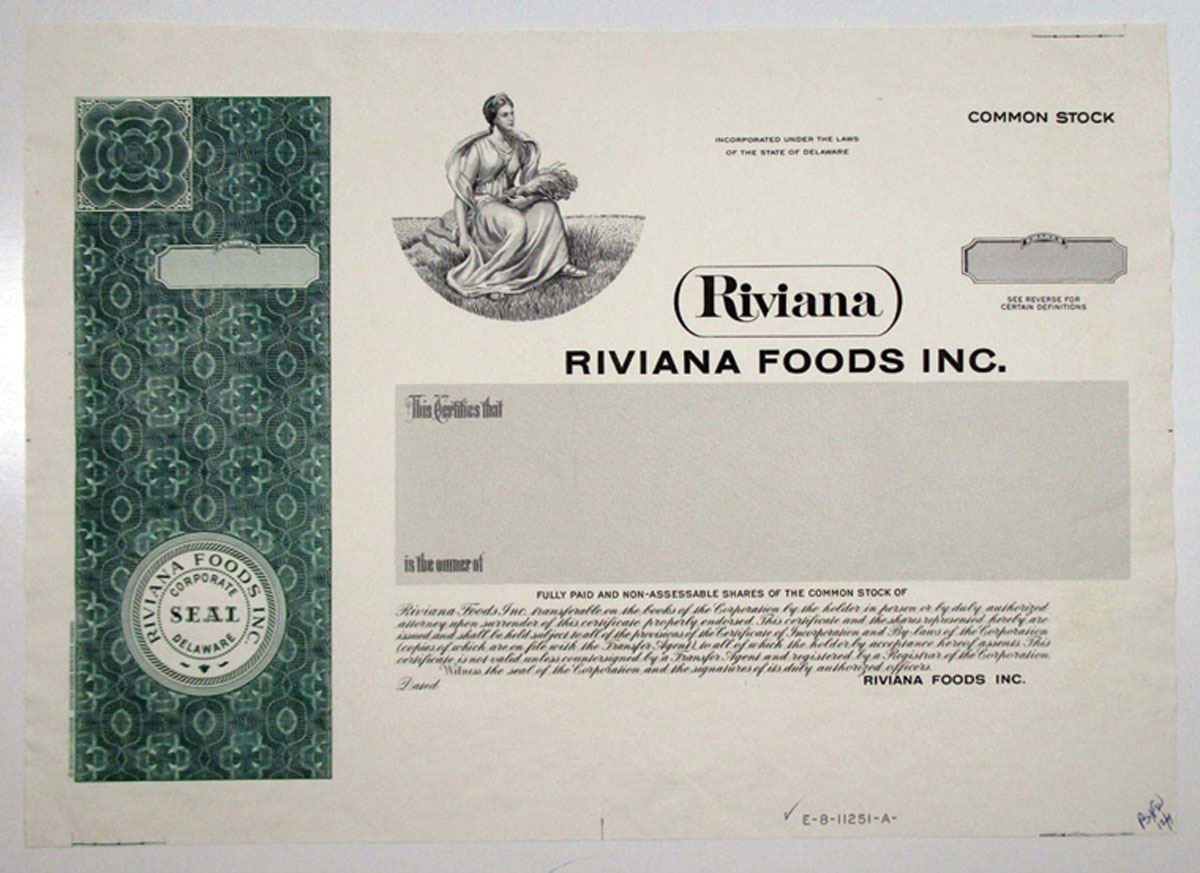 COMMON STOCK
INCORPORATED UNDER THE LAWS
OF THE STATE OF DELAWARE
SEE REVERSE FOR
CERTAIN DEFINITIONS
Riviana
RIVIANA FOODS INC.
This Certifies that
is the owner of
FULLY PAID AND NON-ASSESSABLE SHARES OF THE COMMON STOCK OF
Riviana Foods Inc. transferable on the books of the Corporation by the holder in person or by duly authorized
attorney upon surrender of this certificate properly endorsed. This certificate and the shares represented hereby are
issued and shall be held subject to all of the provisions of the Certificate of Incorporation and By-laws of the Corporation
(copies of which are on file with the Transfer Agent), to all of which the holder by acceptance hereof assents. This
certificate is not valid unless countersigned by a Transfer Agent and registered by a Registrar of the Corporation.
Witness the seal of the Corporation and the signatures of its duly authorized officers.
Dated
RIVIANA FOODS INC.
RIVIANA FOODS INC.
CORPORATE
SEAL
DELAWARE
E-8-11251-A-